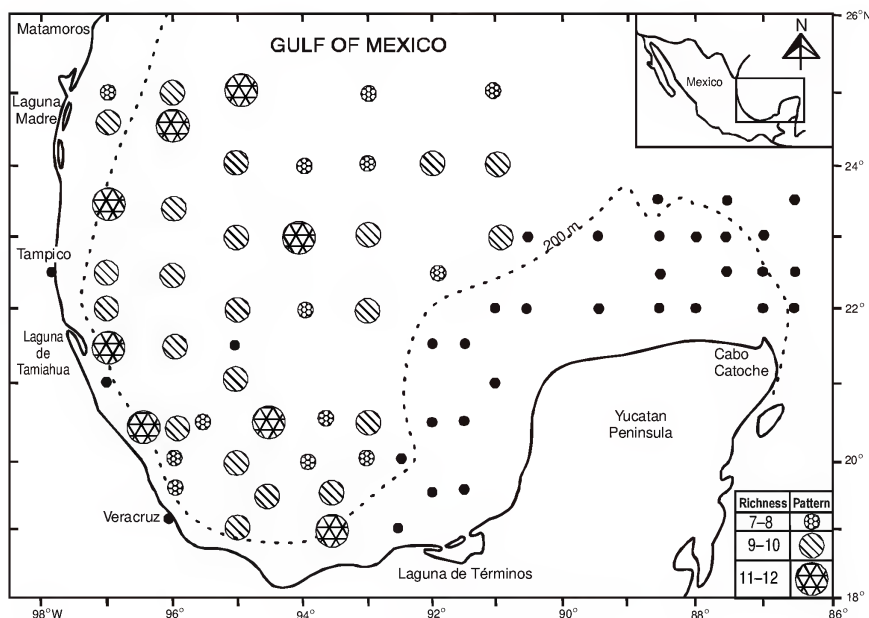 26°N
Matamoros
GULF OF MEXICO
N
Mexico
Laguna
Madre
24°
200 m
Tampico
22°
Laguna
de
Tamiahua
Cabo
Catoche
Yucatan
Peninsula
20°
Richness Pattern
7–8
9–10
11–12
Veracruz
Laguna de Términos
18°
98°W 96° 94° 92° 90° 88° 86°